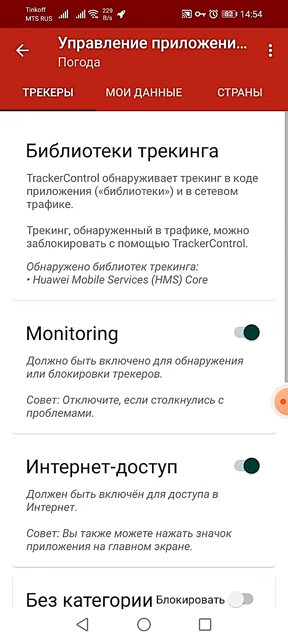 Tinkoff
MTS RUS
229
B/s
82
14:54
Управление приложени...
Погода
ТРЕКЕРЫ
МОИ ДАННЫЕ
СТРАНЫ
Библиотеки трекинга
TrackerControl обнаруживает трекинг в коде
приложения («библиотеки») и в сетевом
трафике.
Трекинг, обнаруженный в трафике, можно
заблокировать с помощью TrackerControl.
Обнаружено библиотек трекинга:
• Huawei Mobile Services (HMS) Core
Monitoring
Должно быть включено для обнаружения
или блокировки трекеров.
Совет: Отключите, если столкнулись с
проблемами.
Интернет-доступ
Должен быть включён для доступа в
Интернет.
Совет: Вы также можете нажать значок
приложения на главном экране.
Без категории Блокировать